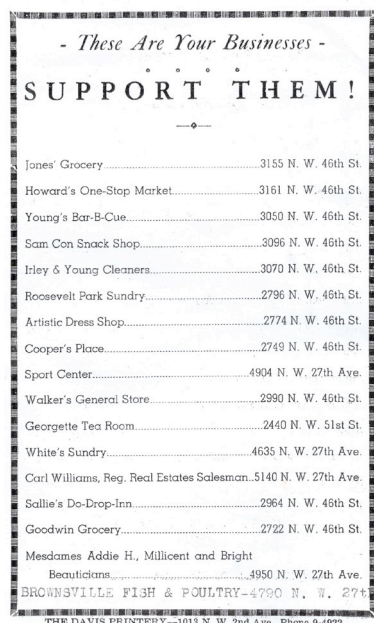 - These Are Your Businesses -
SUPPORT THEM!
Jones' Grocery 3155 N. W. 46th St.
Howard's One-Stop Market 3161 N. W. 46th St.
Young's Bar-B-Cue 3050 N. W. 46th St.
Sam Con Snack Shop 3096 N. W. 46th St.
Irley & Young Cleaners 3070 N. W. 46th St.
Roosevelt Park Sundry 2796 N. W. 46th St.
Artistic Dress Shop 2774 N. W. 46th St.
Cooper's Place 2749 N. W. 46th St.
Sport Center 4904 N. W. 27th Ave.
Walker's General Store 2990 N. W. 46th St.
Georgette Tea Room 2440 N. W. 51st St.
White's Sundry 4635 N. W. 27th Ave.
Carl Williams, Reg. Real Estates Salesman..5140 N. W. 27th Ave.
Sallie's Do-Drop-Inn 2964 N. W. 46th St.
Goodwin Grocery 2722 N. W. 46th St.
Mesdames Addie H., Millicent and Bright
Beauticians 4950 N. W. 27th Ave.
BROWNSVILLE FISH & POULTRY-4790 N. W. 27t
THE DAVIS PRINTERY—1013 N. W. 2nd Ave. Phone 9-4922